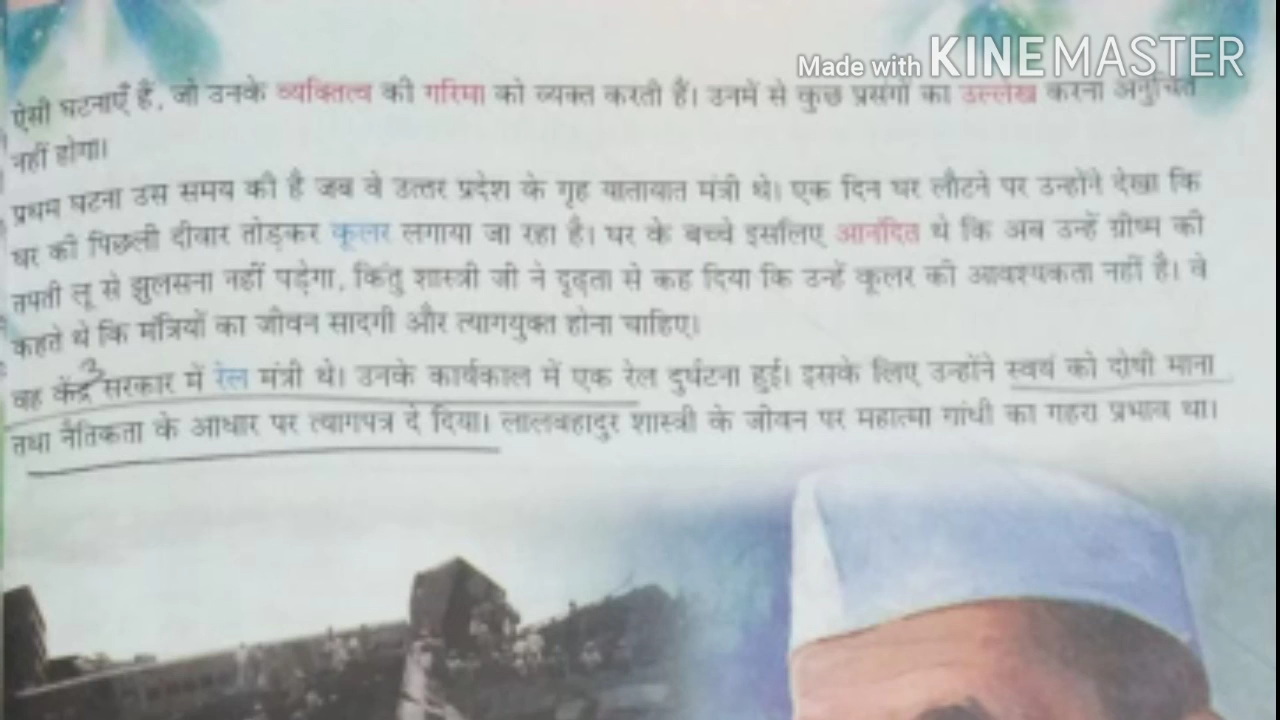 Made with KINEMASTER
ऐसी घटनाएँ हैं, जो उनके व्यक्तित्व की गरिमा को व्यक्त करती हैं। उनमें से कुछ प्रसंगों का उल्लेख करना अनुचित
नहीं होगा।
प्रथम घटना उस समय की है जब वे उत्तर प्रदेश के गृह यातायात मंत्री थे। एक दिन घर लौटने पर उन्होंने देखा कि
घर की पिछली दीवार तोड़कर कूलर लगाया जा रहा है। घर के बच्चे इसलिए आनंदित थे कि अब उन्हें ग्रीष्म की
तपती लू से झुलसना नहीं पड़ेगा, किंतु शास्त्री जी ने दृढ़ता से कह दिया कि उन्हें कूलर की आवश्यकता नहीं है। वे
कहते थे कि मंत्रियों का जीवन सादगी और त्यागयुक्त होना चाहिए।
3
वह केंद्र सरकार में रेल मंत्री थे। उनके कार्यकाल में एक रेल दुर्घटना हुई। इसके लिए उन्होंने स्वयं को दोषी माना
तथा नैतिकता के आधार पर त्यागपत्र दे दिया। लालबहादुर शास्त्री के जीवन पर महात्मा गांधी का गहरा प्रभाव था।